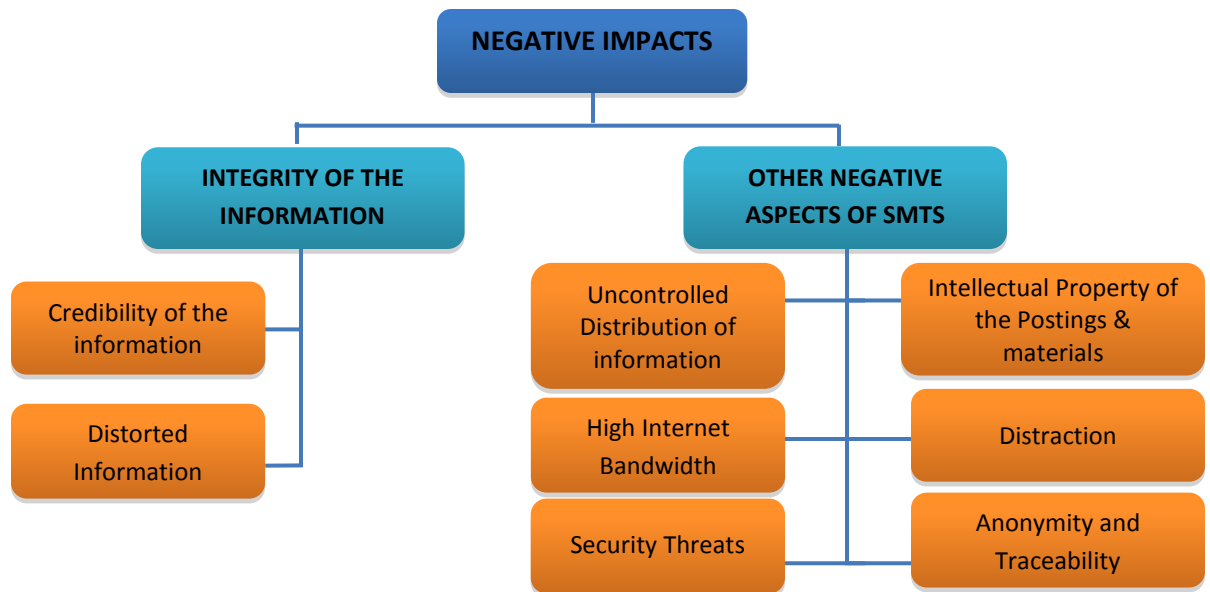 NEGATIVE IMPACTS
INTEGRITY OF THE
INFORMATION
Credibility of the
information
Distorted
Information
OTHER NEGATIVE
ASPECTS OF SMTS
Uncontrolled
Distribution of
information
Intellectual Property of
the Postings &
materials
High Internet
Bandwidth
Distraction
Security Threats
Anonymity and
Traceability